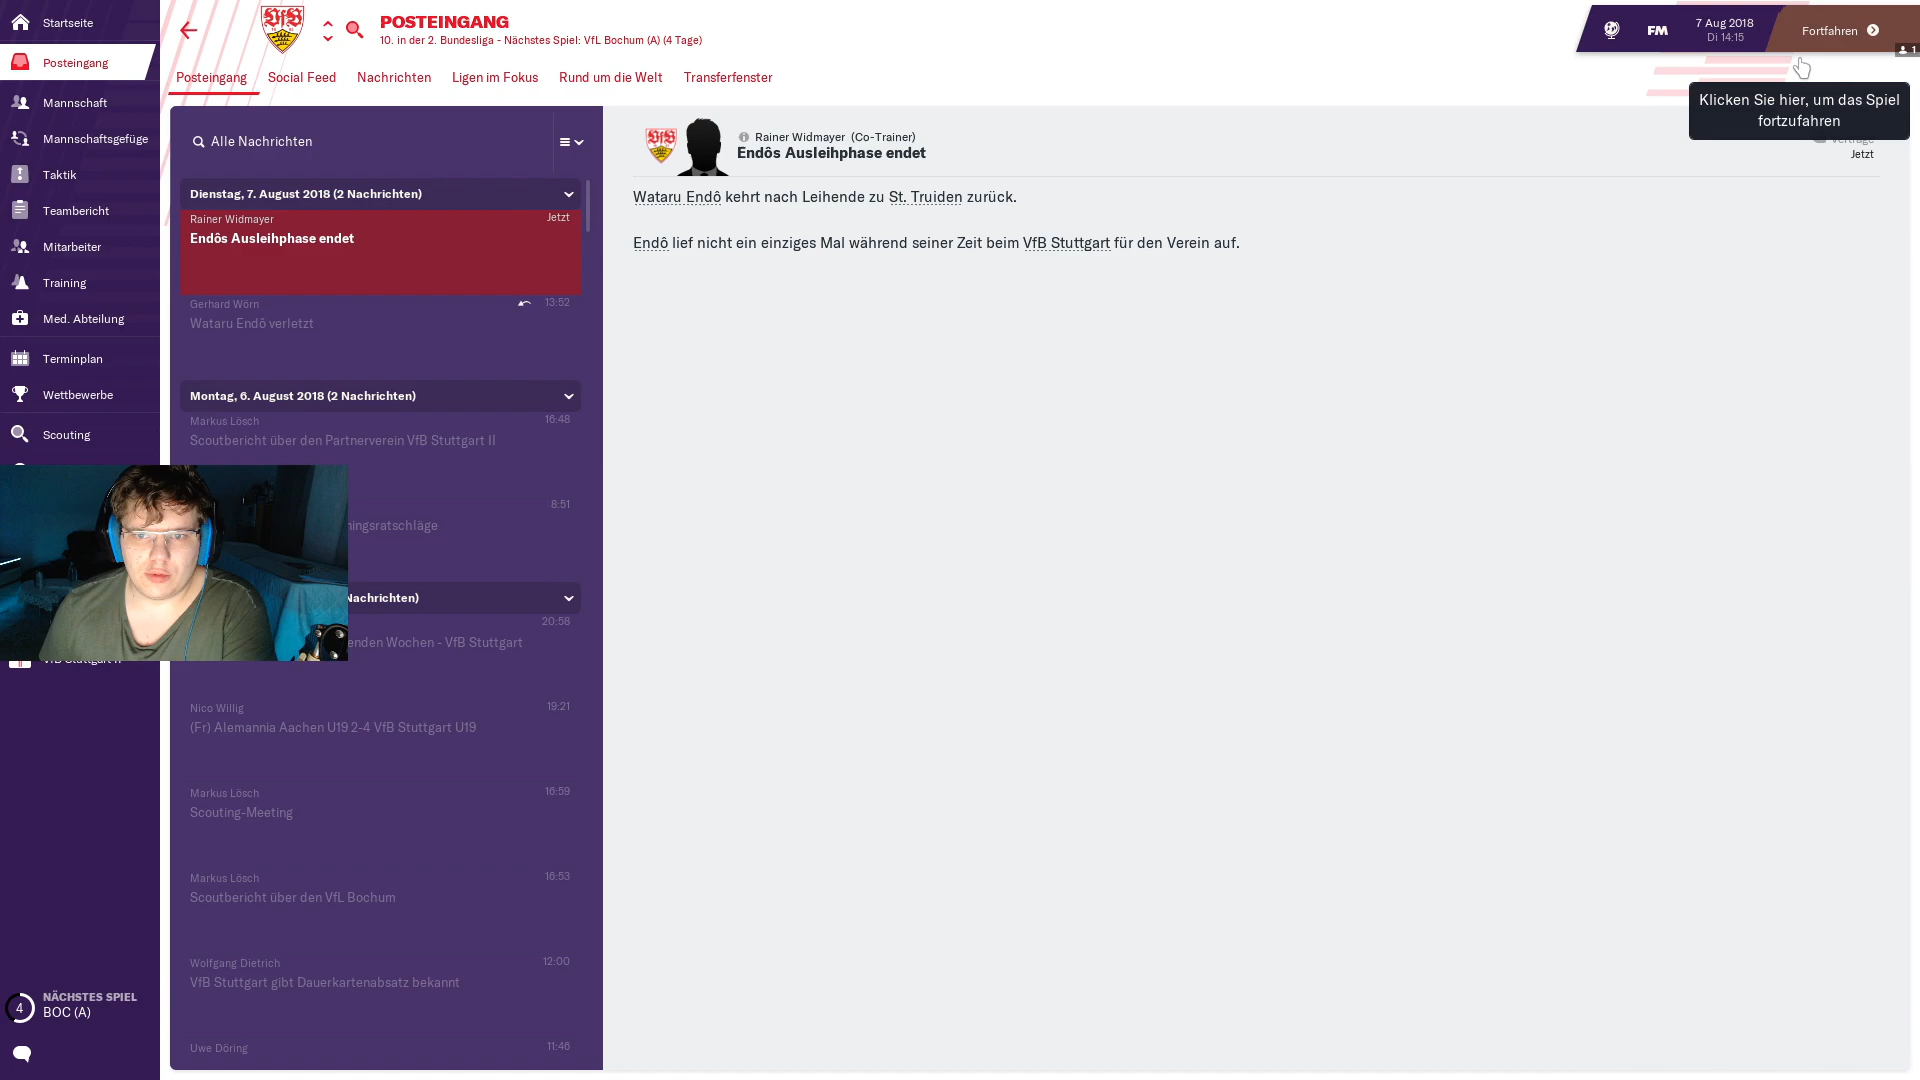 Startseite
Posteingang
Mannschaft
Mannschaftsgefüge
Taktik
Teambericht
Mitarbeiter
Training
Med. Abteilung
Terminplan
Wettbewerbe
Scouting
NÄCHSTES SPIEL
4
BOC (A)
POSTEINGANG
10. in der 2. Bundesliga - Nächstes Spiel: VfL Bochum (A) (4 Tage)
FM
7 Aug 2018
Di 14:15
Fortfahren
1
Klicken Sie hier, um das Spiel
fortzufahren
Posteingang
Social Feed
Nachrichten
Ligen im Fokus
Rund um die Welt
Transferfenster
Alle Nachrichten
Dienstag, 7. August 2018 (2 Nachrichten)
Rainer Widmayer
Jetzt
Endôs Ausleihphase endet
Gerhard Wörn
13:52
Wataru Endô verletzt
Montag, 6. August 2018 (2 Nachrichten)
Markus Lösch
16:48
Scoutbericht über den Partnerverein VfB Stuttgart II
8:51
ningsratschläge
Nachrichten)
20:58
enden Wochen - VfB Stuttgart
Nico Willig
19:21
(Fr) Alemannia Aachen U19 2-4 VfB Stuttgart U19
Markus Lösch
16:59
Scouting-Meeting
Markus Lösch
16:53
Scoutbericht über den VfL Bochum
Wolfgang Dietrich
12:00
VfB Stuttgart gibt Dauerkartenabsatz bekannt
Uwe Döring
11:46
Rainer Widmayer (Co-Trainer)
Endôs Ausleihphase endet
Verträge
Jetzt
Wataru Endô kehrt nach Leihende zu St. Truiden zurück.
Endô lief nicht ein einziges Mal während seiner Zeit beim VfB Stuttgart für den Verein auf.